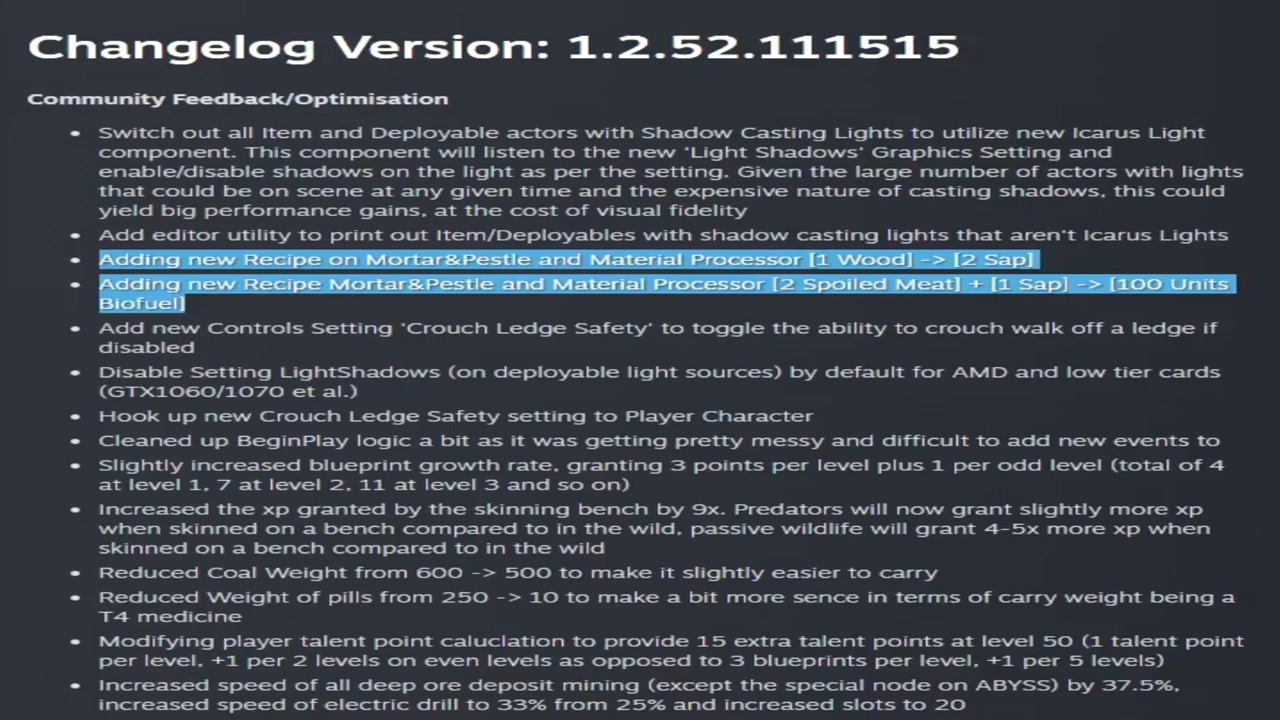 Changelog Version: 1.2.52.111515
Community Feedback/Optimisation
• Switch out all Item and Deployable actors with Shadow Casting Lights to utilize new Icarus Light
component. This component will listen to the new 'Light Shadows' Graphics Setting and
enable/disable shadows on the light as per the setting. Given the large number of actors with lights
that could be on scene at any given time and the expensive nature of casting shadows, this could
yield big performance gains, at the cost of visual fidelity
• Add editor utility to print out Item/Deployables with shadow casting lights that aren't Icarus Lights
• Adding new Recipe on Mortar&Pestle and Material Processor [1 Wood] -> [2 Sap]
• Adding new Recipe Mortar&Pestle and Material Processor [2 Spoiled Meat] + [1 Sap] -> [100 Units
Biofuel]
• Add new Controls Setting 'Crouch Ledge Safety' to toggle the ability to crouch walk off a ledge if
disabled
• Disable Setting LightShadows (on deployable light sources) by default for AMD and low tier cards
(GTX1060/1070 et al.)
• Hook up new Crouch Ledge Safety setting to Player Character
• Cleaned up BeginPlay logic a bit as it was getting pretty messy and difficult to add new events to
• Slightly increased blueprint growth rate, granting 3 points per level plus 1 per odd level (total of 4
at level 1, 7 at level 2, 11 at level 3 and so on)
• Increased the xp granted by the skinning bench by 9x. Predators will now grant slightly more xp
when skinned on a bench compared to in the wild, passive wildlife will grant 4-5x more xp when
skinned on a bench compared to in the wild
• Reduced Coal Weight from 600 -> 500 to make it slightly easier to carry
• Reduced Weight of pills from 250 -> 10 to make a bit more sence in terms of carry weight being a
T4 medicine
• Modifying player talent point caluclation to provide 15 extra talent points at level 50 (1 talent point
per level, +1 per 2 levels on even levels as opposed to 3 blueprints per level, +1 per 5 levels)
• Increased speed of all deep ore deposit mining (except the special node on ABYSS) by 37.5%,
increased speed of electric drill to 33% from 25% and increased slots to 20